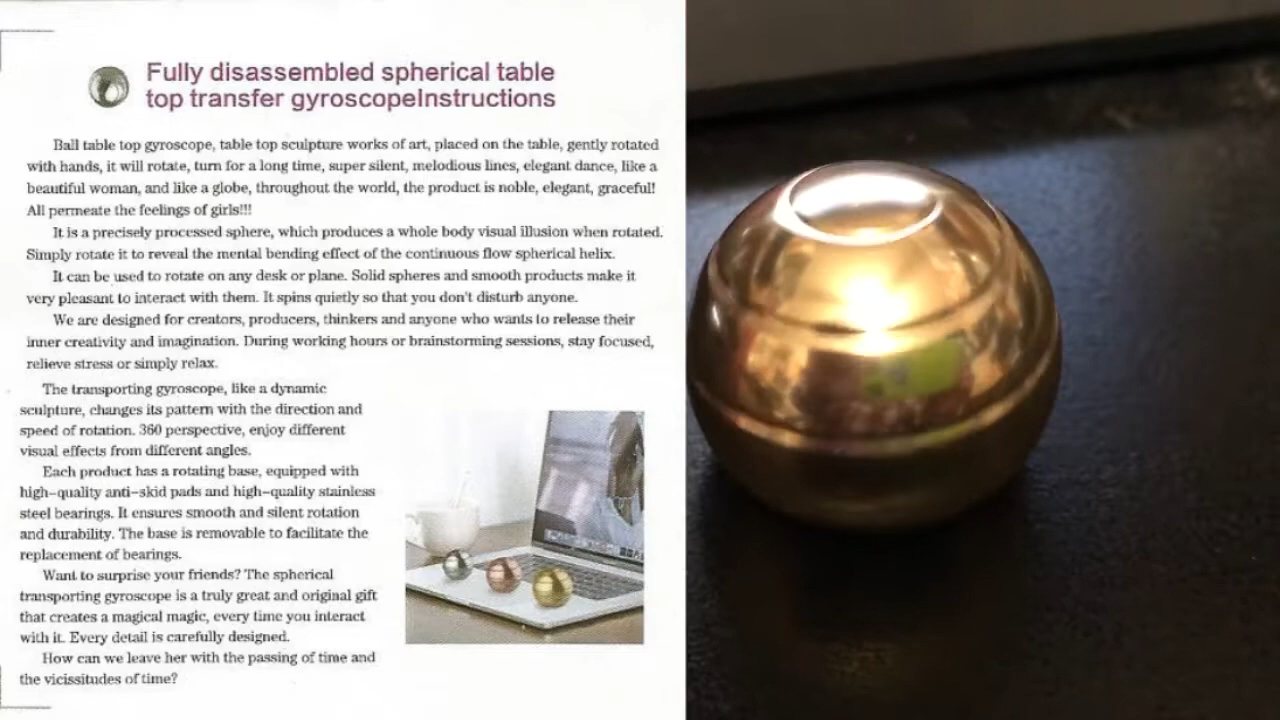 Fully disassembled spherical table
top transfer gyroscopeInstructions
Ball table top gyroscope, table top sculpture works of art, placed on the table, gently rotated
with hands, it will rotate, turn for a long time, super silent, melodious lines, elegant dance, like a
beautiful woman, and like a globe, throughout the world, the product is noble, elegant, graceful!
All permeate the feelings of girls!!!
It is a precisely processed sphere, which produces a whole body visual illusion when rotated.
Simply rotate it to reveal the mental bending effect of the continuous flow spherical helix.
It can be used to rotate on any desk or plane. Solid spheres and smooth products make it
very pleasant to interact with them. It spins quietly so that you don't disturb anyone.
We are designed for creators, producers, thinkers and anyone who wants to release their
inner creativity and imagination. During working hours or brainstorming sessions, stay focused,
relieve stress or simply relax.
The transporting gyroscope, like a dynamic
sculpture, changes its pattern with the direction and
speed of rotation. 360 perspective, enjoy different
visual effects from different angles.
Each product has a rotating base, equipped with
high-quality anti-skid pads and high-quality stainless
steel bearings. It ensures smooth and silent rotation
and durability. The base is removable to facilitate the
replacement of bearings.
Want to surprise your friends? The spherical
transporting gyroscope is a truly great and original gift
that creates a magical magic, every time you interact
with it. Every detail is carefully designed.
How can we leave her with the passing of time and
the vicissitudes of time?